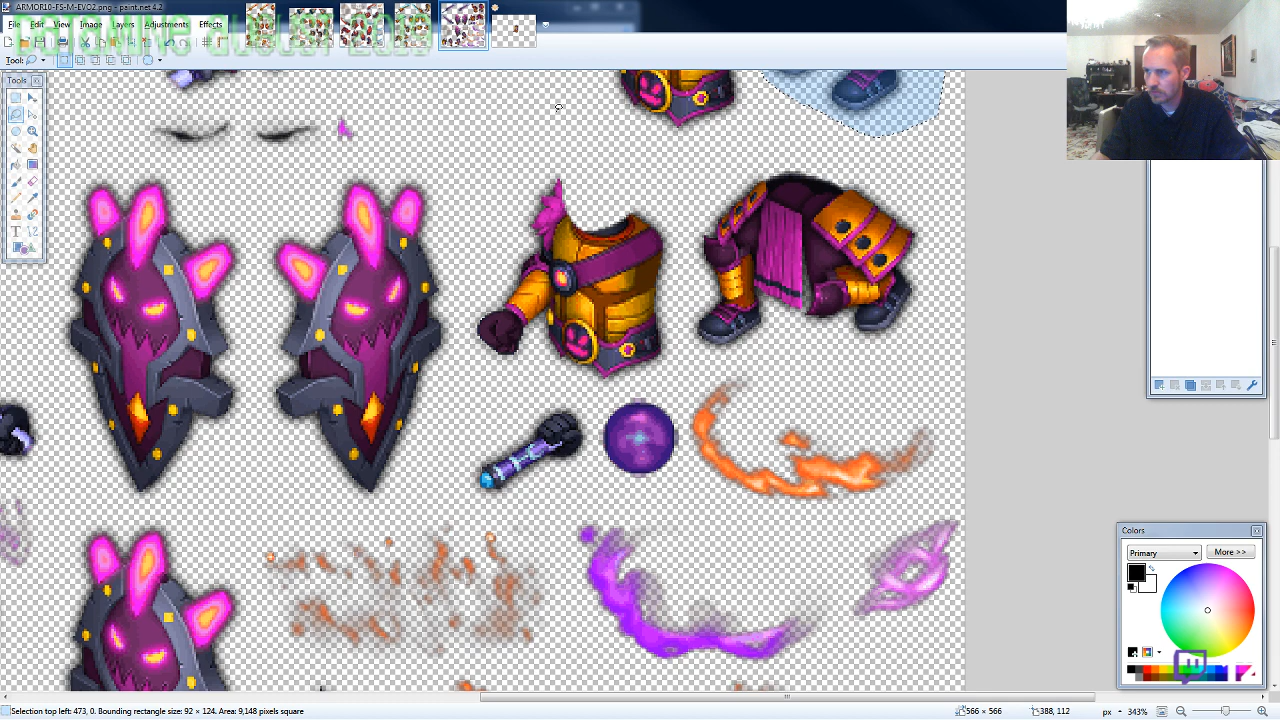 ARMOR10-FS-M-EVO2.png - paint.net 4.2
File Edit View Image Layers Adjustments Effects
Tool:
Tools
T
Colors
Primary More >>
Selection top left: 473, 0. Bounding rectangle size: 92 × 124. Area: 9,148 pixels square
566 × 566
388, 11
px
343%